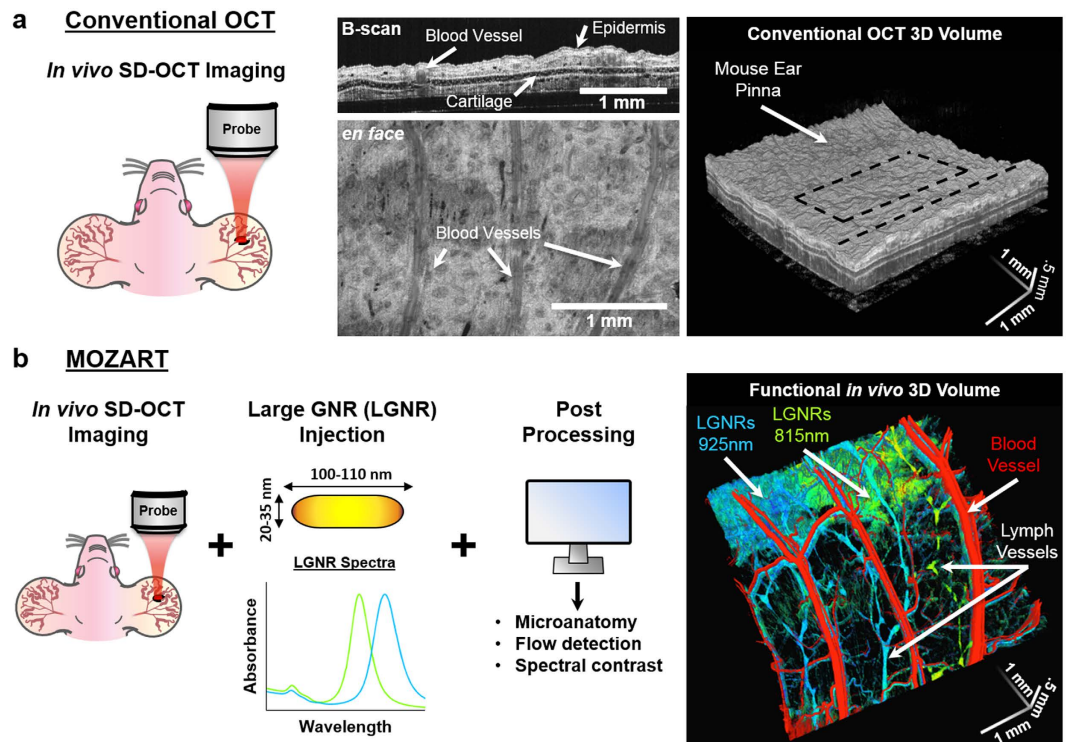 a
Conventional OCT
In vivo SD-OCT Imaging
Probe
B-scan
Blood Vessel
Epidermis
Cartilage
1 mm
en face
Blood Vessels
1 mm
Conventional OCT 3D Volume
Mouse Ear
Pinna
1 mm
.5 mm
1 mm
b
MOZART
In vivo SD-OCT
Imaging
Probe
+
Large GNR (LGNR)
Injection
100-110 nm
20-35 nm
LGNR Spectra
Absorbance
Wavelength
+
Post
Processing
• Microanatomy
• Flow detection
• Spectral contrast
Functional in vivo 3D Volume
LGNRs
925nm
LGNRs
815nm
Blood
Vessel
Lymph
Vessels
1 mm
.5 mm
1 mm